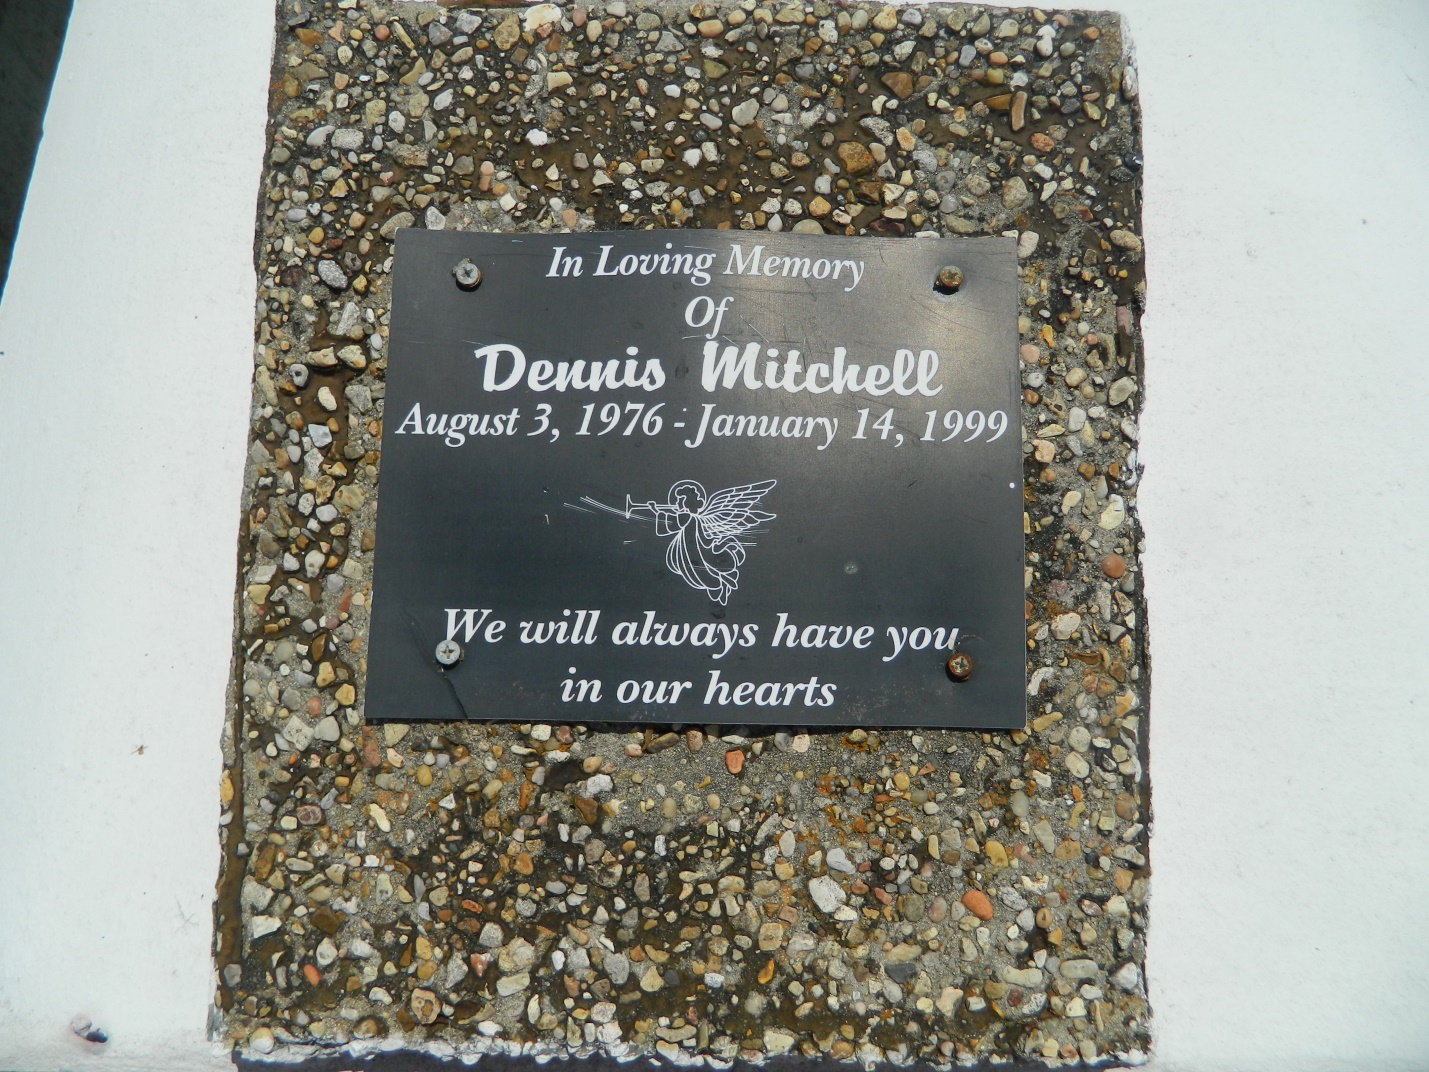 In Loving Memory
Of
Dennis Mitchell
August 3, 1976 - January 14, 1999
We will always have you
in our hearts